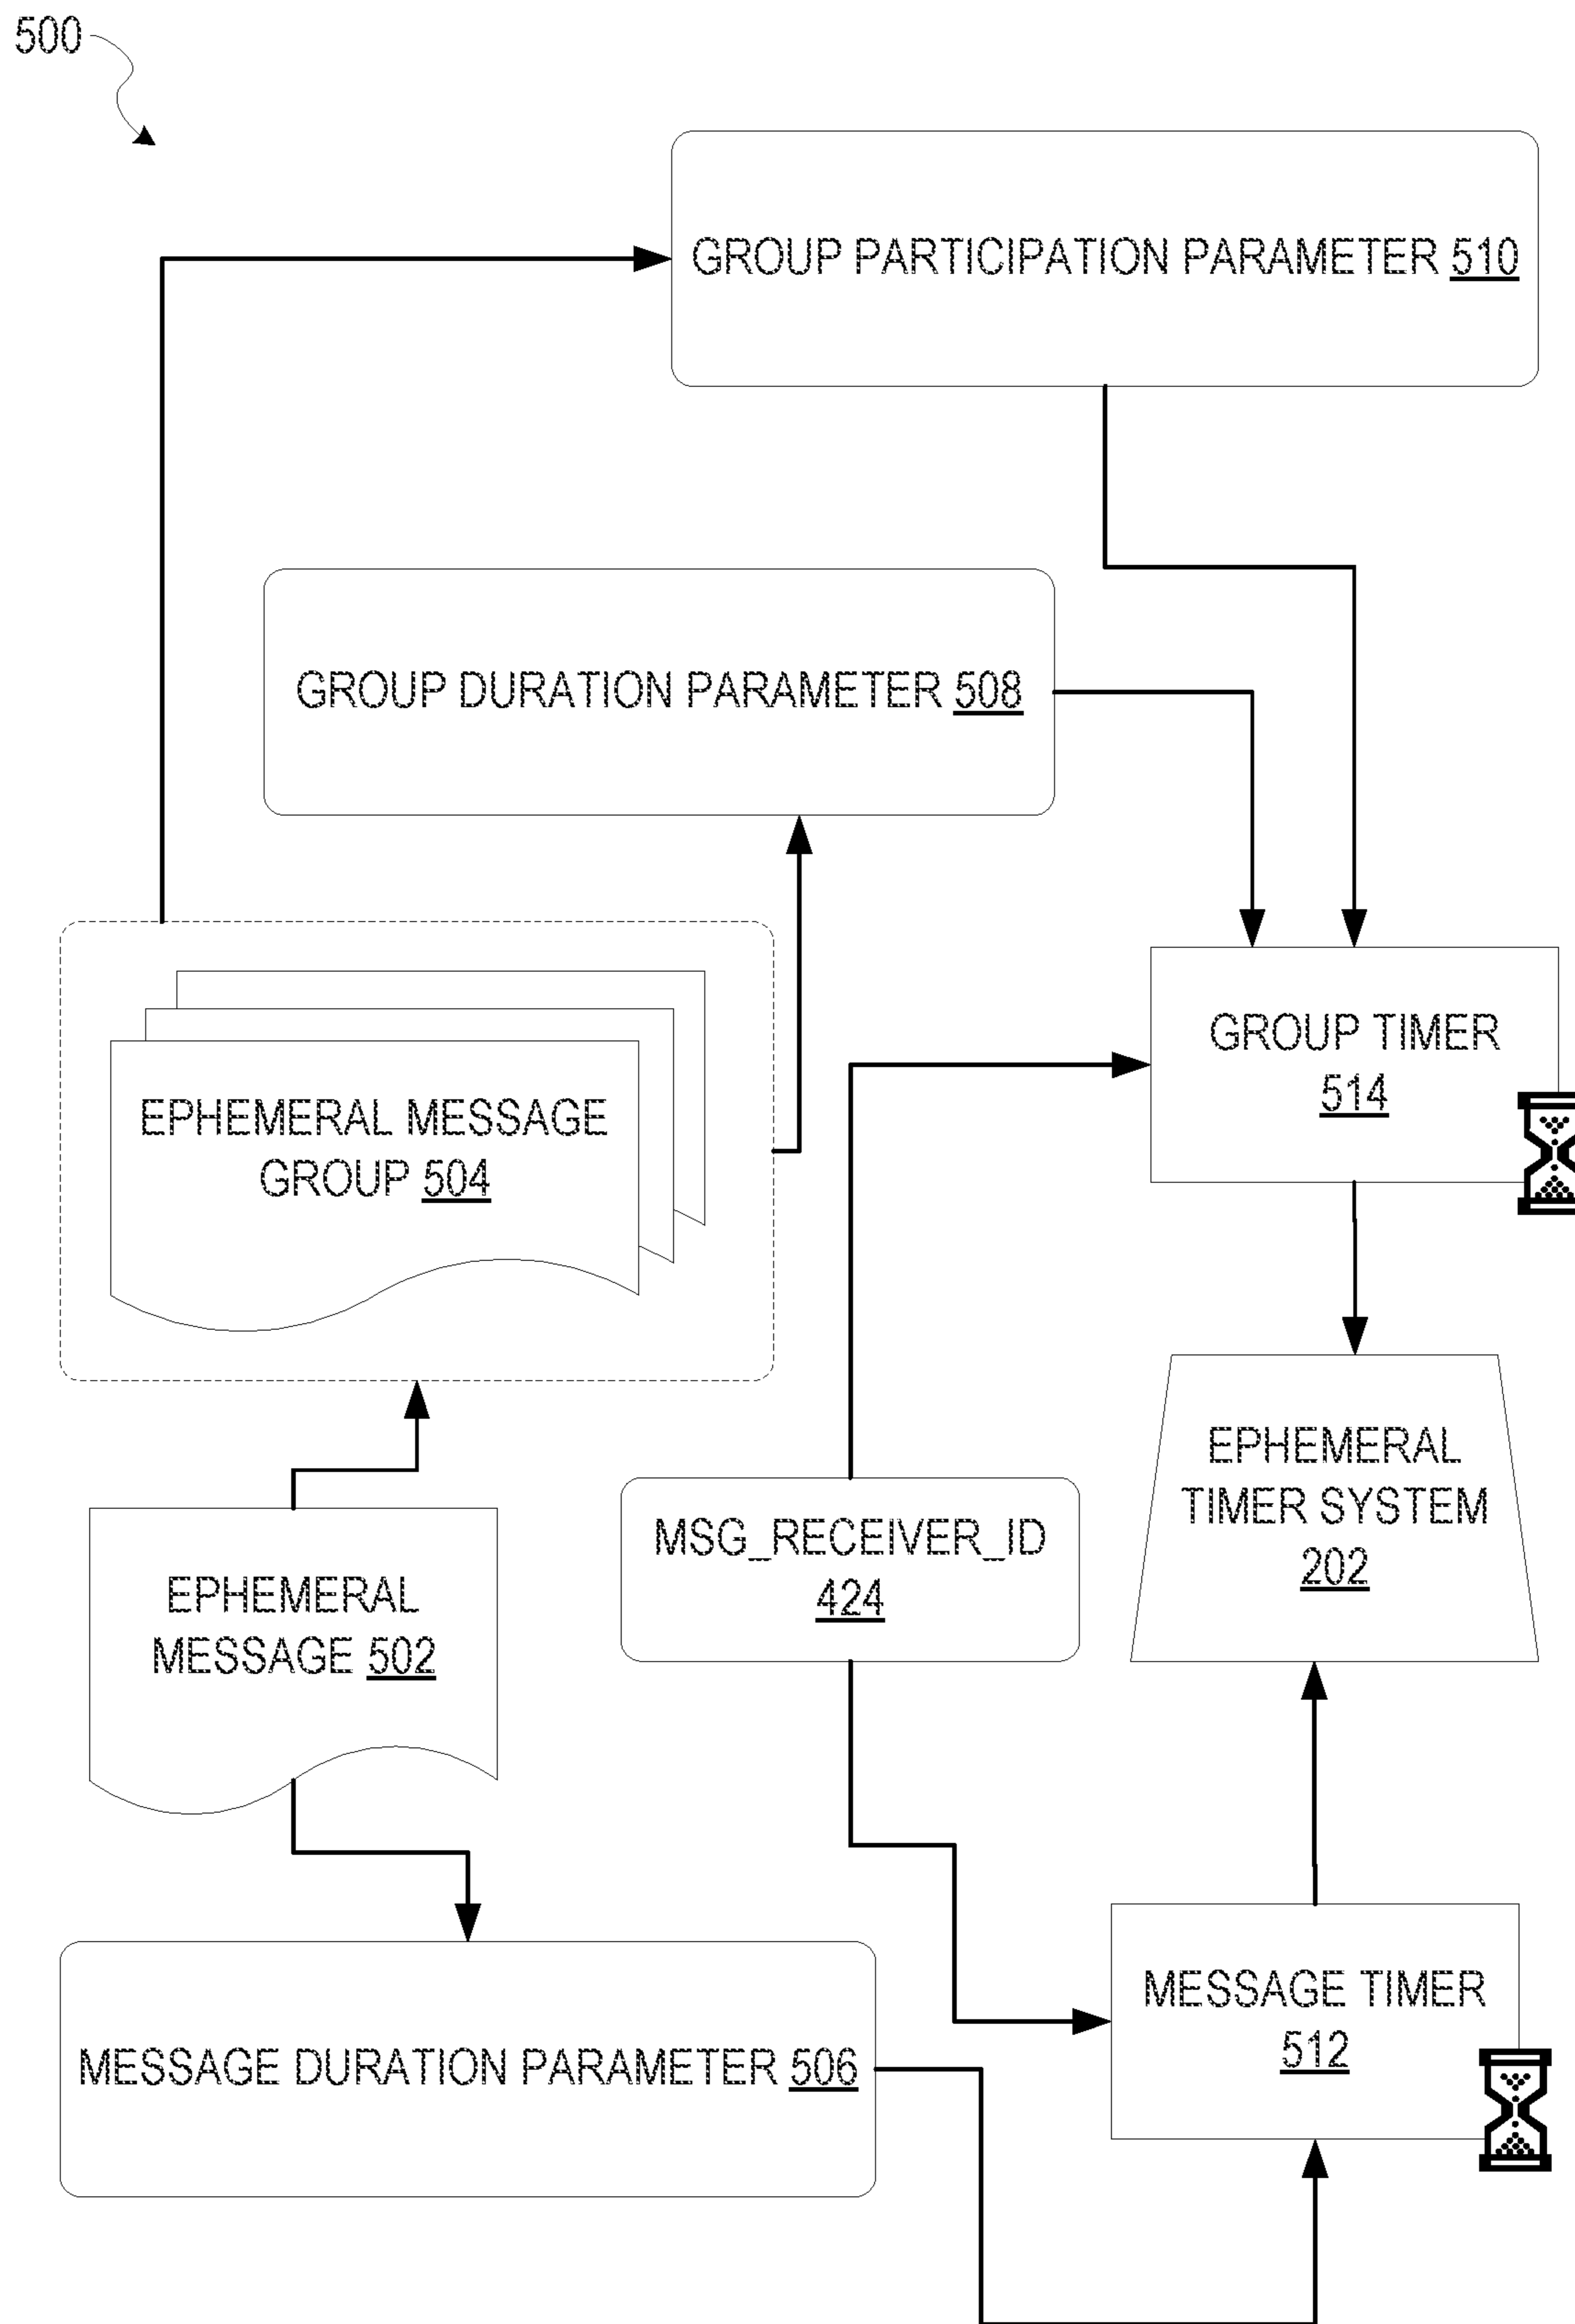 500
GROUP PARTICIPATION PARAMETER 510
GROUP DURATION PARAMETER 508
GROUP TIMER
514
EPHEMERAL MESSAGE
GROUP 504
EPHEMERAL
TIMER SYSTEM
202
MSG_RECEIVER_ID
424
EPHEMERAL
MESSAGE 502
MESSAGE TIMER
512
MESSAGE DURATION PARAMETER 506